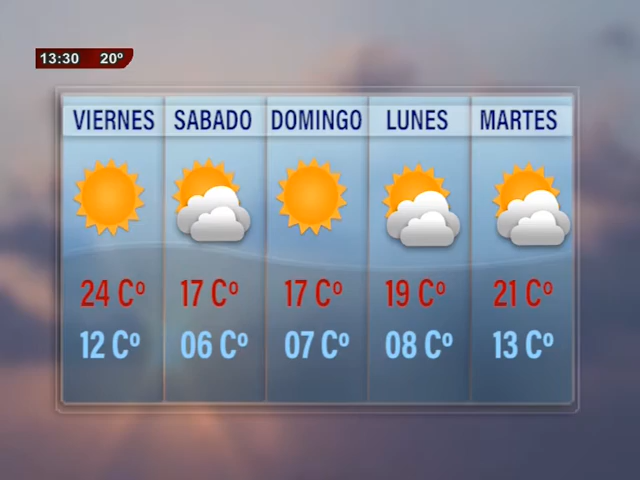 13:30 20º
VIERNES SABADO DOMINGO LUNES MARTES
24 Cº 17 Cº 17 Cº 19 Cº 21 Cº
12 Cº 06 Cº 07 Cº 08 Cº 13 Cº